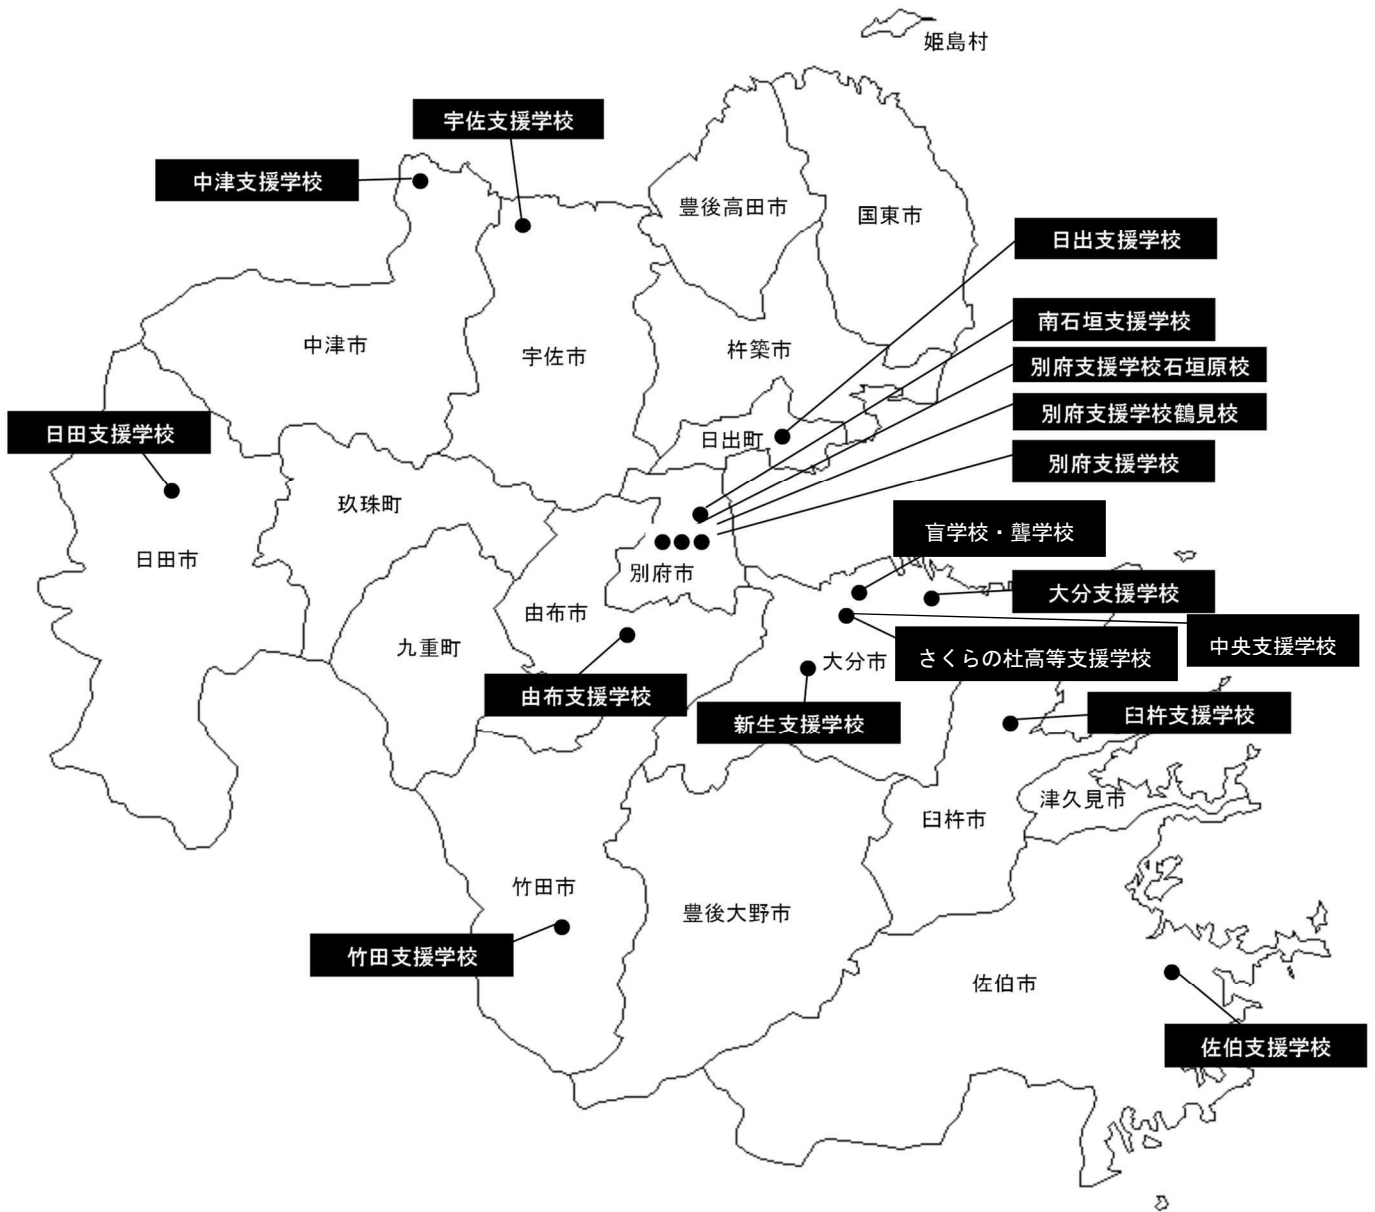 姫島村
宇佐支援学校
中津支援学校
豊後高田市
国東市
日出支援学校
南石垣支援学校
中津市
宇佐市
杵築市
別府支援学校石垣原校
別府支援学校鶴見校
日田支援学校
日出町
別府支援学校
玖珠町
盲学校・聾学校
日田市
別府市
大分支援学校
由布市
九重町
大分市
さくらの杜高等支援学校
中央支援学校
由布支援学校
新生支援学校
臼杵支援学校
津久見市
臼杵市
竹田市
豊後大野市
竹田支援学校
佐伯市
佐伯支援学校